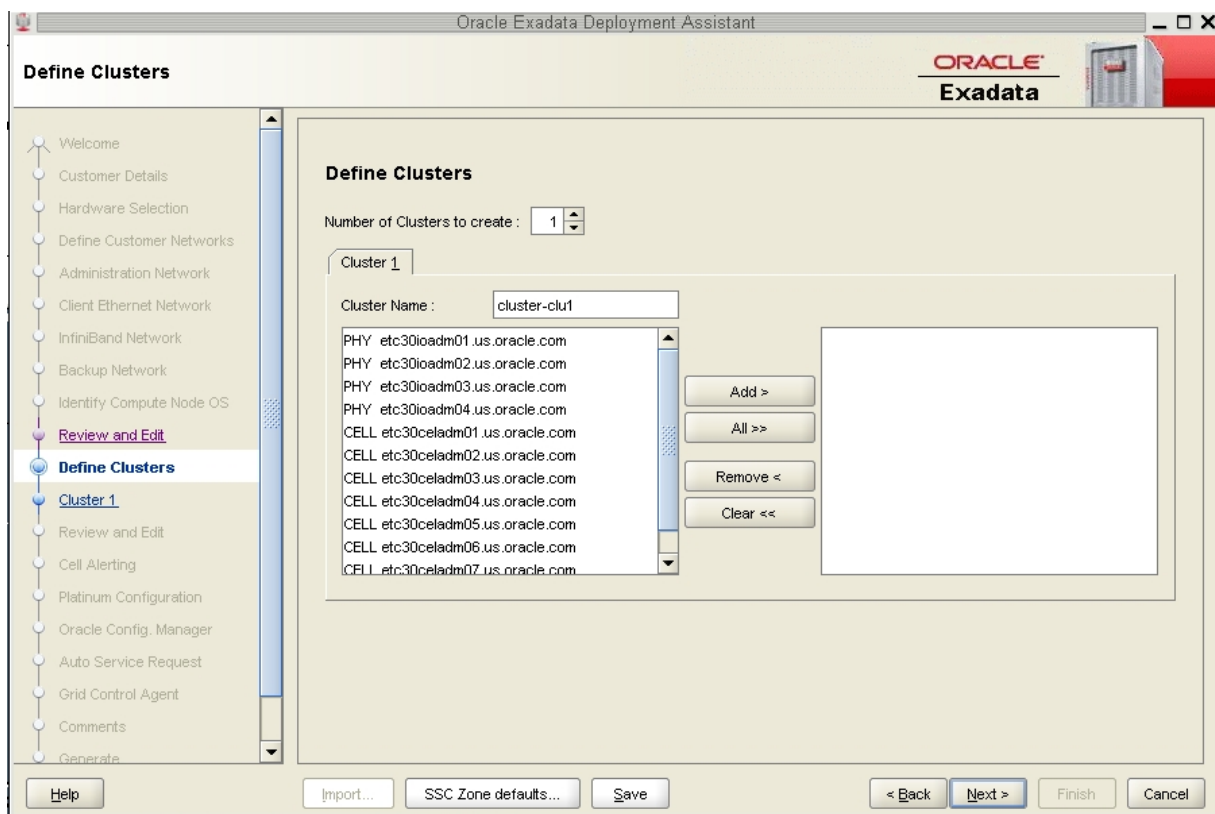 Oracle Exadata Deployment Assistant
Define Clusters
ORACLE
Exadata
Welcome
Customer Details
Hardware Selection
Define Customer Networks
Administration Network
Client Ethernet Network
InfiniBand Network
Backup Network
Identify Compute Node OS
Review and Edit
Define Clusters
Cluster 1
Review and Edit
Cell Alerting
Platinum Configuration
Oracle Config. Manager
Auto Service Request
Grid Control Agent
Comments
Generate
Define Clusters
Number of Clusters to create : 1
Cluster 1
Cluster Name : cluster-clu1
PHY etc30ioadm01.us.oracle.com
PHY etc30ioadm02.us.oracle.com
PHY etc30ioadm03.us.oracle.com
PHY etc30ioadm04.us.oracle.com
CELL etc30celadm01.us.oracle.com
CELL etc30celadm02.us.oracle.com
CELL etc30celadm03.us.oracle.com
CELL etc30celadm04.us.oracle.com
CELL etc30celadm05.us.oracle.com
CELL etc30celadm06.us.oracle.com
CELL etc30celadm07.us.oracle.com
Add >
All >>
Remove <
Clear <<
Help
Import...
SSC Zone defaults...
Save
< Back
Next >
Finish
Cancel